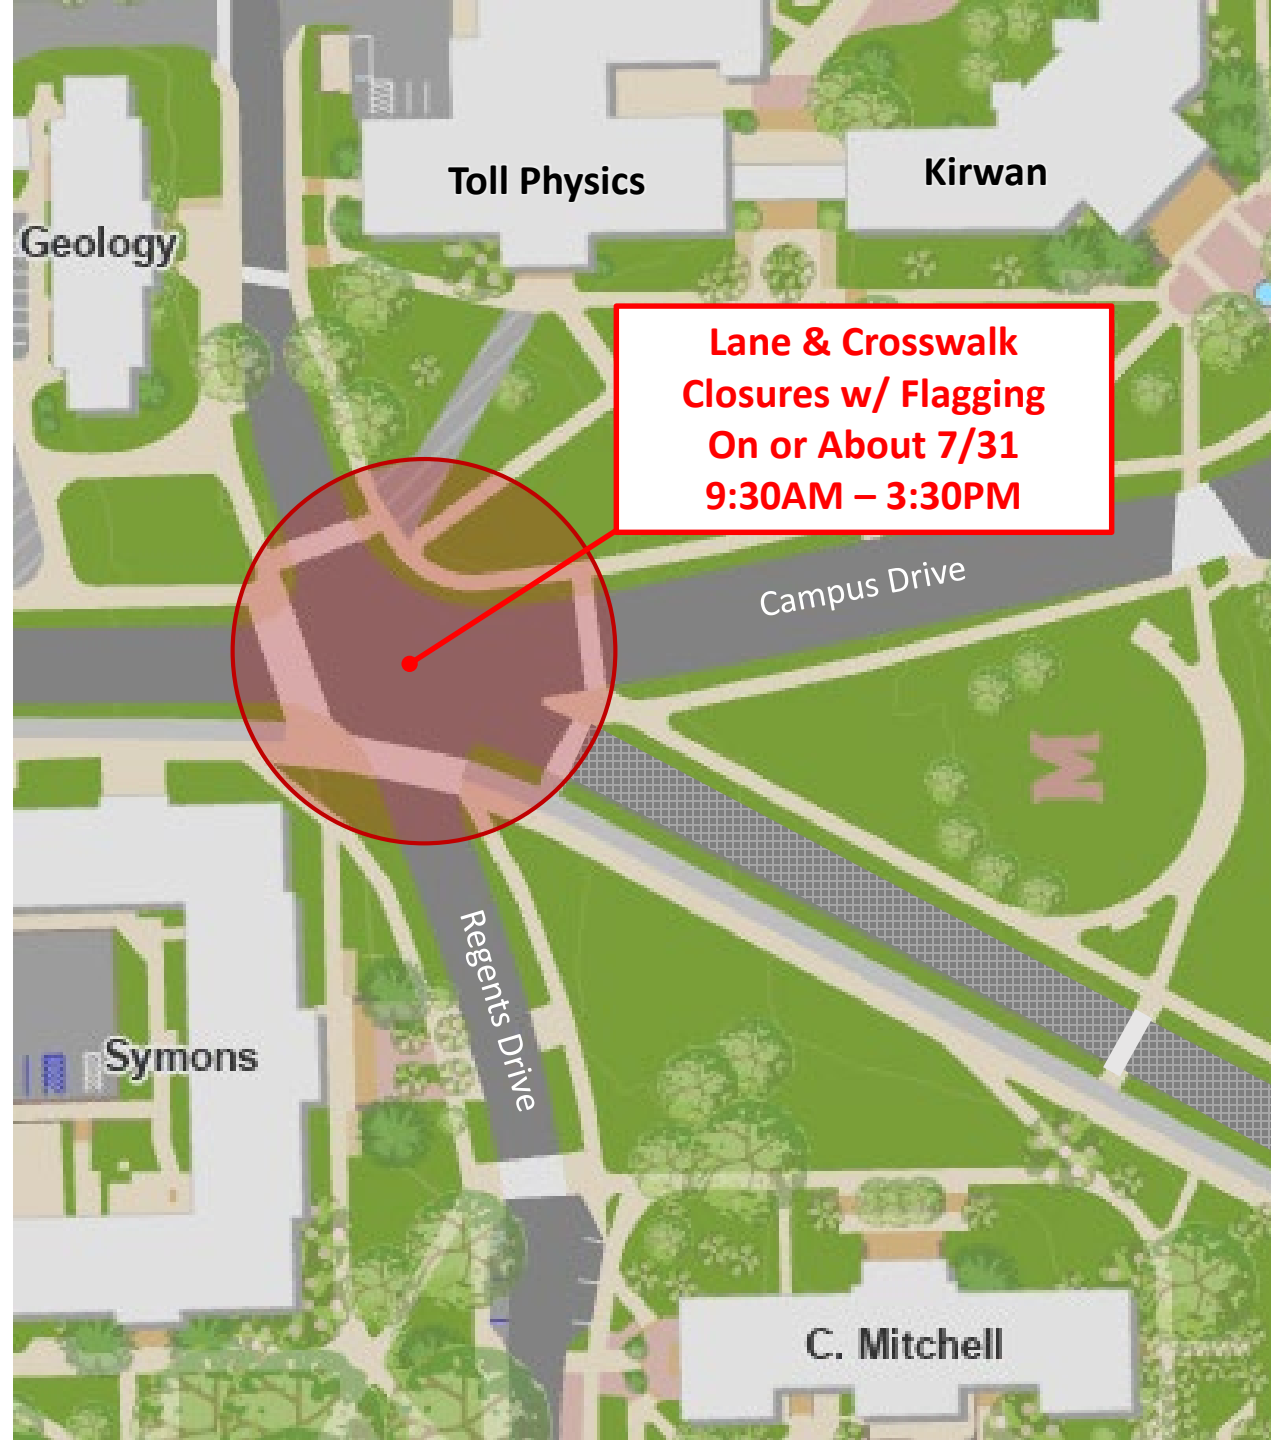 Toll Physics
Kirwan
Geology
Lane & Crosswalk
Closures w/ Flagging
On or About 7/31
9:30AM – 3:30PM
Campus Drive
M
Regents Drive
Symons
C. Mitchell